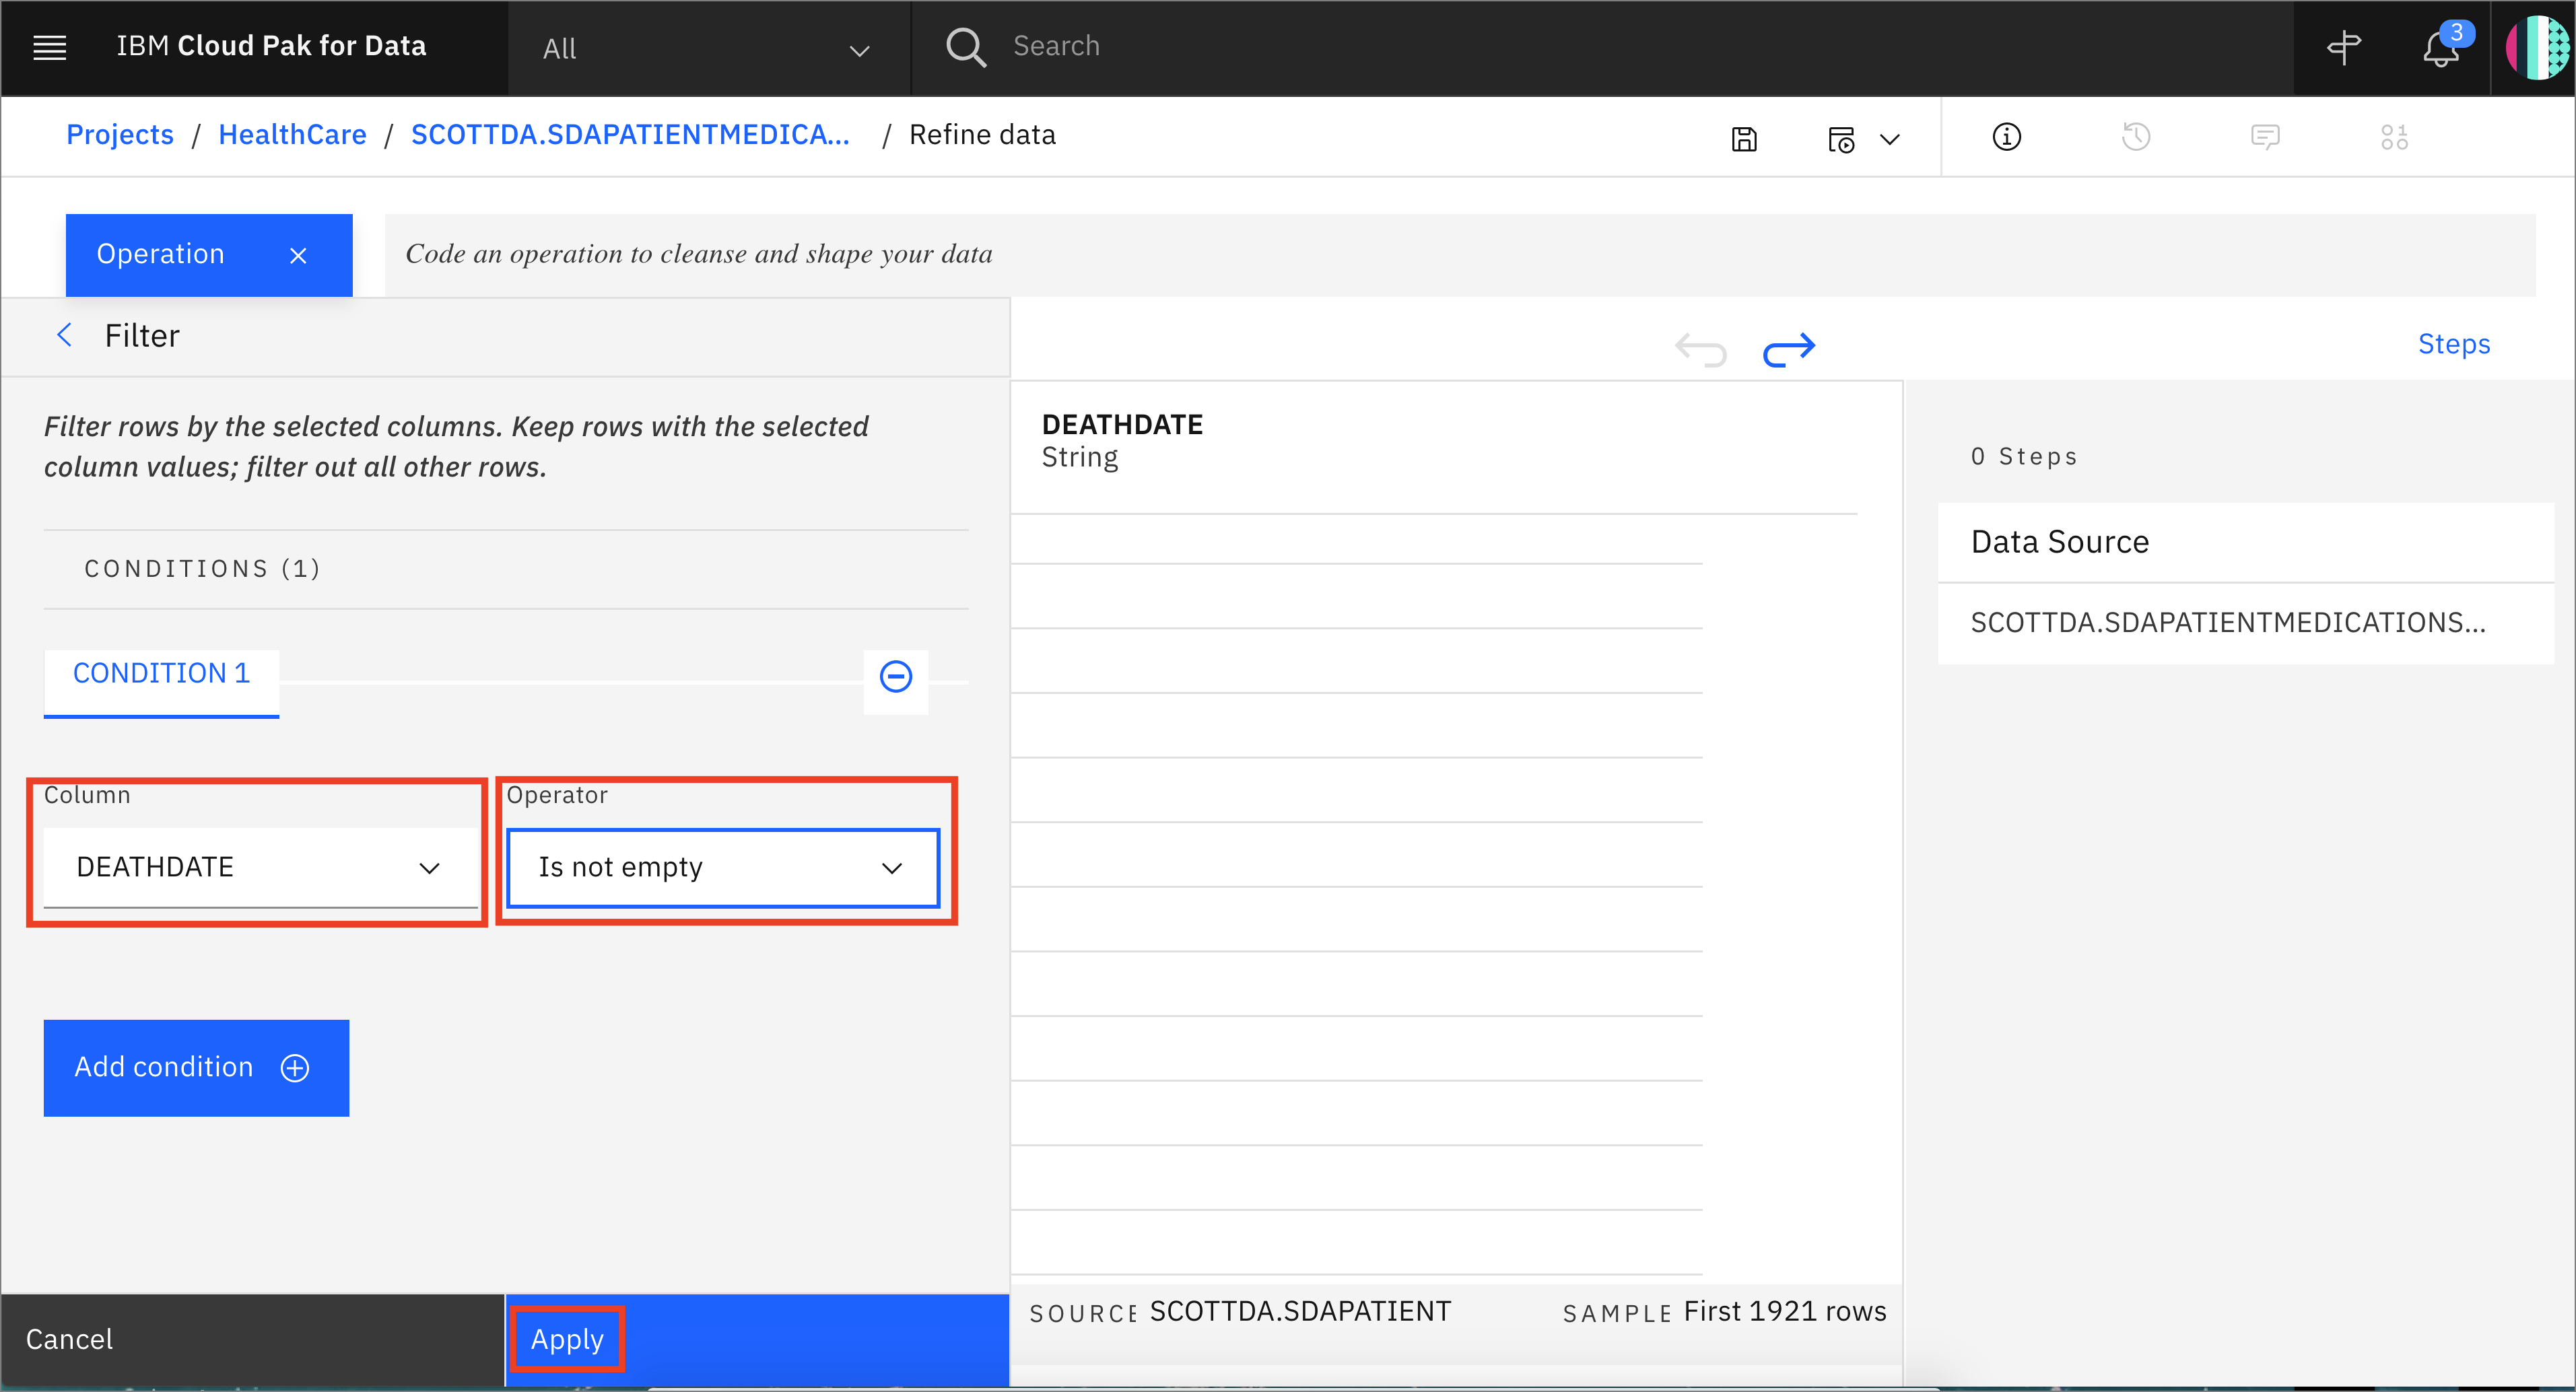 IBM Cloud Pak for Data
All
Search
3
Projects / HealthCare / SCOTTDA.SDAPATIENTMEDICA... / Refine data
Operation
Code an operation to cleanse and shape your data
Filter
Steps
Filter rows by the selected columns. Keep rows with the selected
column values; filter out all other rows.
CONDITIONS (1)
CONDITION 1
Column
DEATHDATE
Operator
Is not empty
Add condition
Cancel
Apply
DEATHDATE
String
SOURCE SCOTTDA.SDAPATIENT
SAMPLE First 1921 rows
0 Steps
Data Source
SCOTTDA.SDAPATIENTMEDICATIONS...